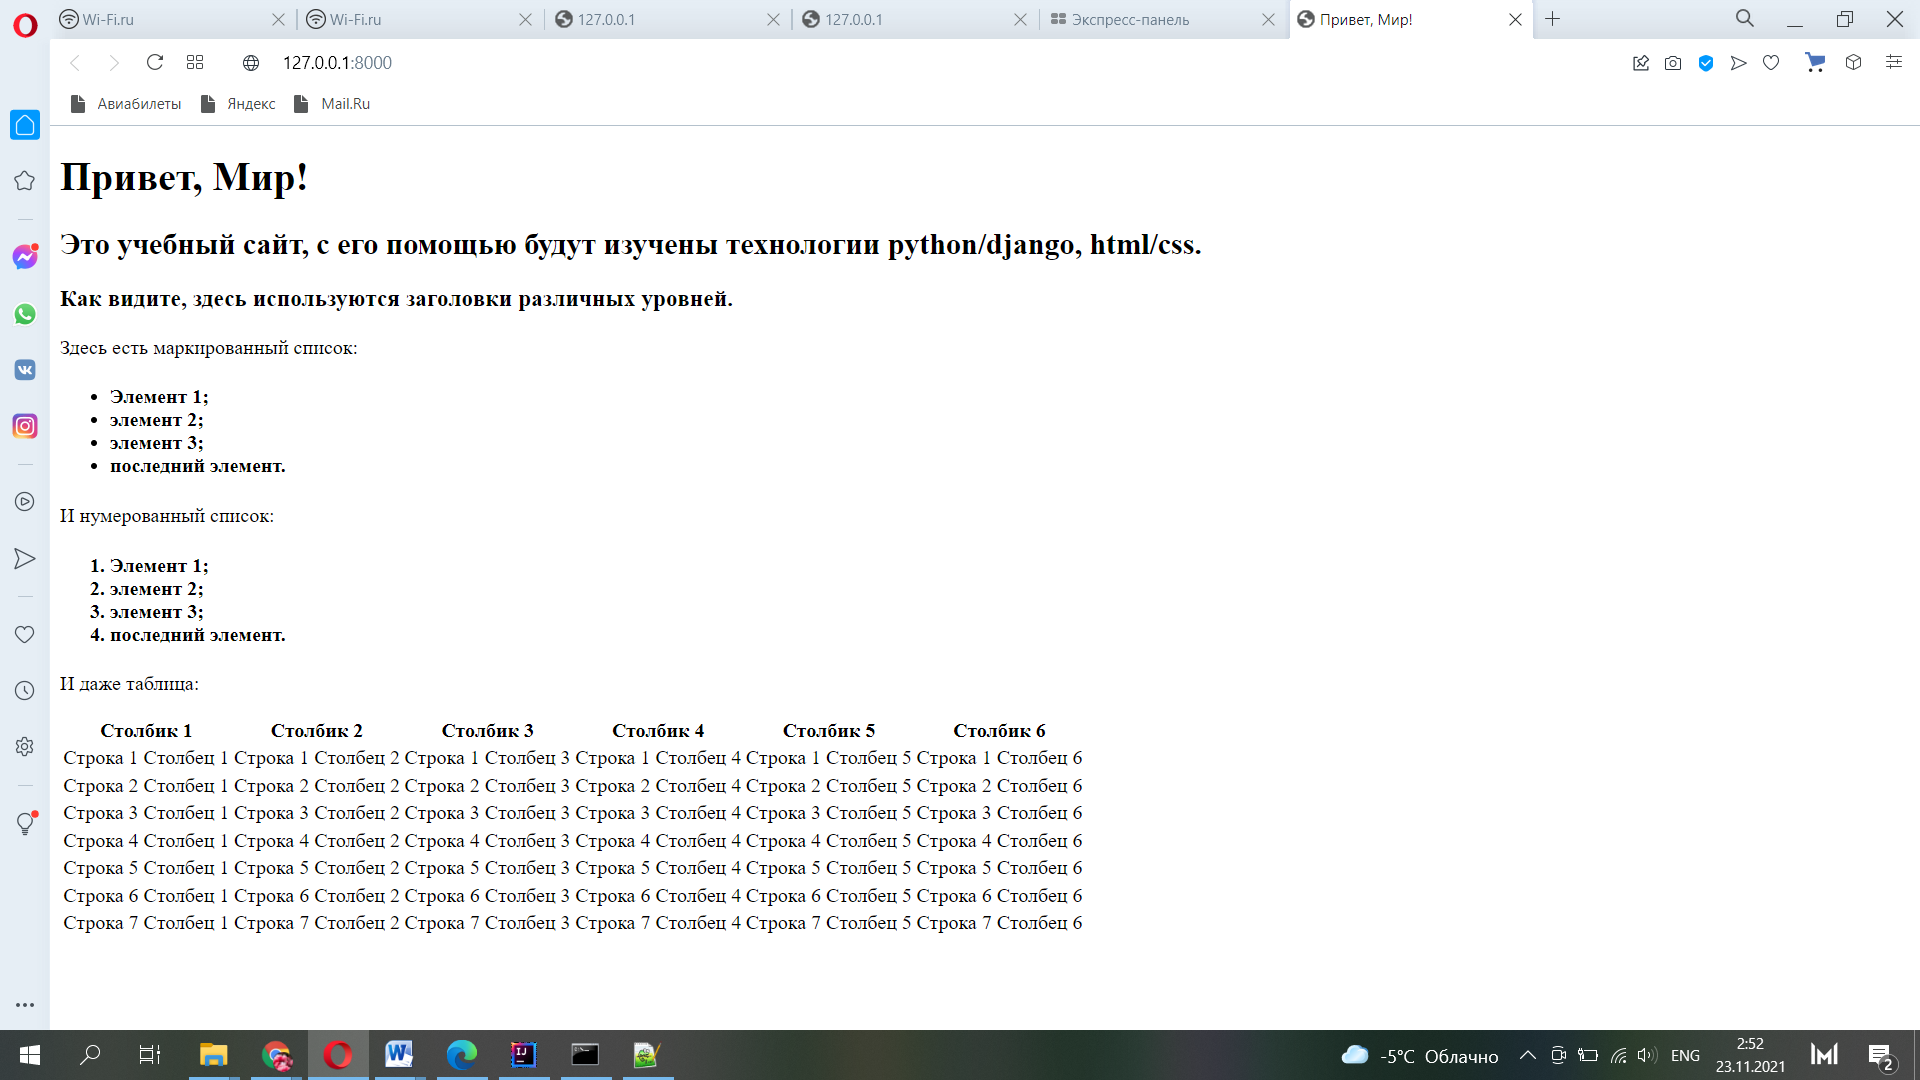 Wi-Fi.ru
Wi-Fi.ru
127.0.0.1
127.0.0.1
Экспресс-панель
Привет, Мир!
127.0.0.1:8000
Авиабилеты
Яндекс
Mail.Ru
Привет, Мир!
Это учебный сайт, с его помощью будут изучены технологии python/django, html/css.
Как видите, здесь используются заголовки различных уровней.
Здесь есть маркированный список:
• Элемент 1;
• элемент 2;
• элемент 3;
• последний элемент.
И нумерованный список:
1. Элемент 1;
2. элемент 2;
3. элемент 3;
4. последний элемент.
И даже таблица:
Столбик 1 Столбик 2 Столбик 3 Столбик 4 Столбик 5 Столбик 6
Строка 1 Столбец 1 Строка 1 Столбец 2 Строка 1 Столбец 3 Строка 1 Столбец 4 Строка 1 Столбец 5 Строка 1 Столбец 6
Строка 2 Столбец 1 Строка 2 Столбец 2 Строка 2 Столбец 3 Строка 2 Столбец 4 Строка 2 Столбец 5 Строка 2 Столбец 6
Строка 3 Столбец 1 Строка 3 Столбец 2 Строка 3 Столбец 3 Строка 3 Столбец 4 Строка 3 Столбец 5 Строка 3 Столбец 6
Строка 4 Столбец 1 Строка 4 Столбец 2 Строка 4 Столбец 3 Строка 4 Столбец 4 Строка 4 Столбец 5 Строка 4 Столбец 6
Строка 5 Столбец 1 Строка 5 Столбец 2 Строка 5 Столбец 3 Строка 5 Столбец 4 Строка 5 Столбец 5 Строка 5 Столбец 6
Строка 6 Столбец 1 Строка 6 Столбец 2 Строка 6 Столбец 3 Строка 6 Столбец 4 Строка 6 Столбец 5 Строка 6 Столбец 6
Строка 7 Столбец 1 Строка 7 Столбец 2 Строка 7 Столбец 3 Строка 7 Столбец 4 Строка 7 Столбец 5 Строка 7 Столбец 6
-5°C Облачно
ENG
2:52
23.11.2021
2